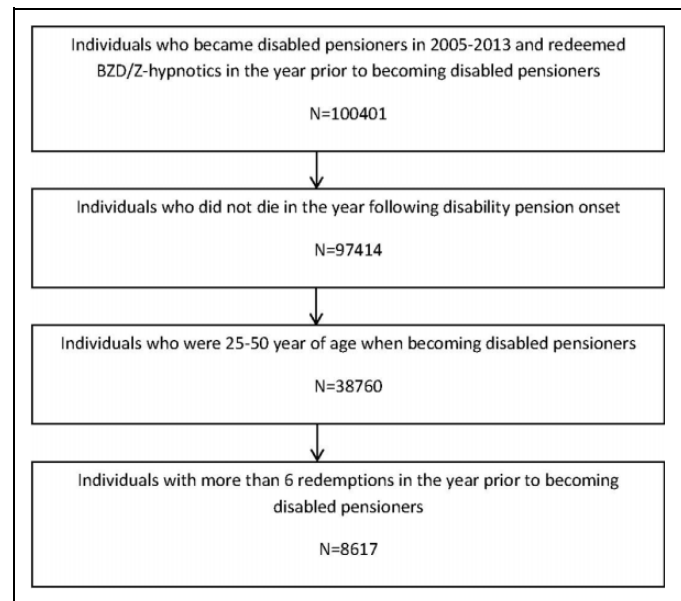 Individuals who became disabled pensioners in 2005-2013 and redeemed
BZD/Z-hypnotics in the year prior to becoming disabled pensioners
N=100401
Individuals who did not die in the year following disability pension onset
N=97414
Individuals who were 25-50 year of age when becoming disabled pensioners
N=38760
Individuals with more than 6 redemptions in the year prior to becoming
disabled pensioners
N=8617